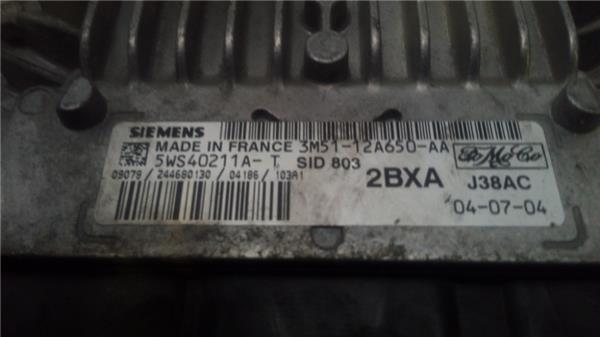 SIEMENS
MADE IN FRANCE 3M51-12A650-AA
5WS40211A-T SID 803
FoMoCo
09079 / 244680130 / 04186 / 103A1
2BXA J38AC
04-07-04